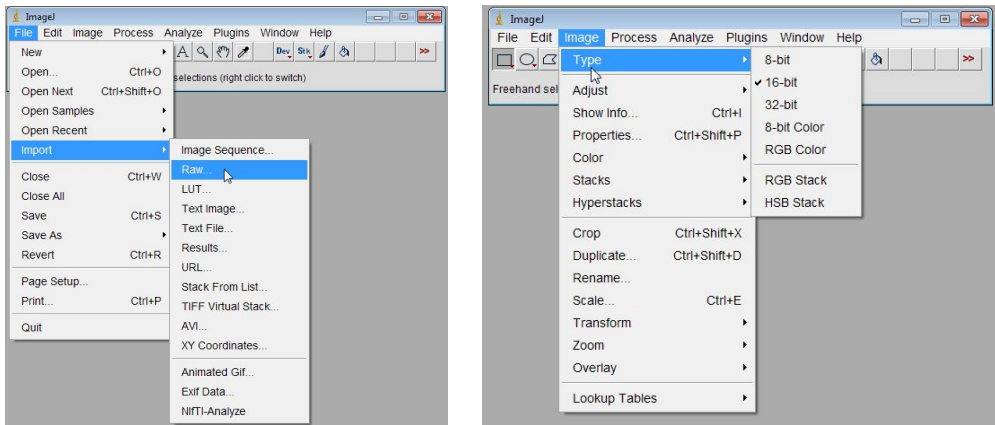 ImageJ
File Edit Image Process Analyze Plugins Window Help
A Dev Stk >>
selections (right click to switch)
New
Open... Ctrl+O
Open Next Ctrl+Shift+O
Open Samples
Open Recent
Import
Close Ctrl+W
Close All
Save Ctrl+S
Save As
Revert Ctrl+R
Page Setup...
Print... Ctrl+P
Quit
Image Sequence...
Raw...
LUT...
Text Image...
Text File...
Results...
URL...
Stack From List...
TIFF Virtual Stack...
AVI...
XY Coordinates...
Animated Gif...
Exif Data...
NIfTI-Analyze
ImageJ
File Edit Image Process Analyze Plugins Window Help
>>
Freehand sel
Type
Adjust
Show Info... Ctrl+I
Properties... Ctrl+Shift+P
Color
Stacks
Hyperstacks
Crop Ctrl+Shift+X
Duplicate... Ctrl+Shift+D
Rename...
Scale... Ctrl+E
Transform
Zoom
Overlay
Lookup Tables
8-bit
16-bit
32-bit
8-bit Color
RGB Color
RGB Stack
HSB Stack